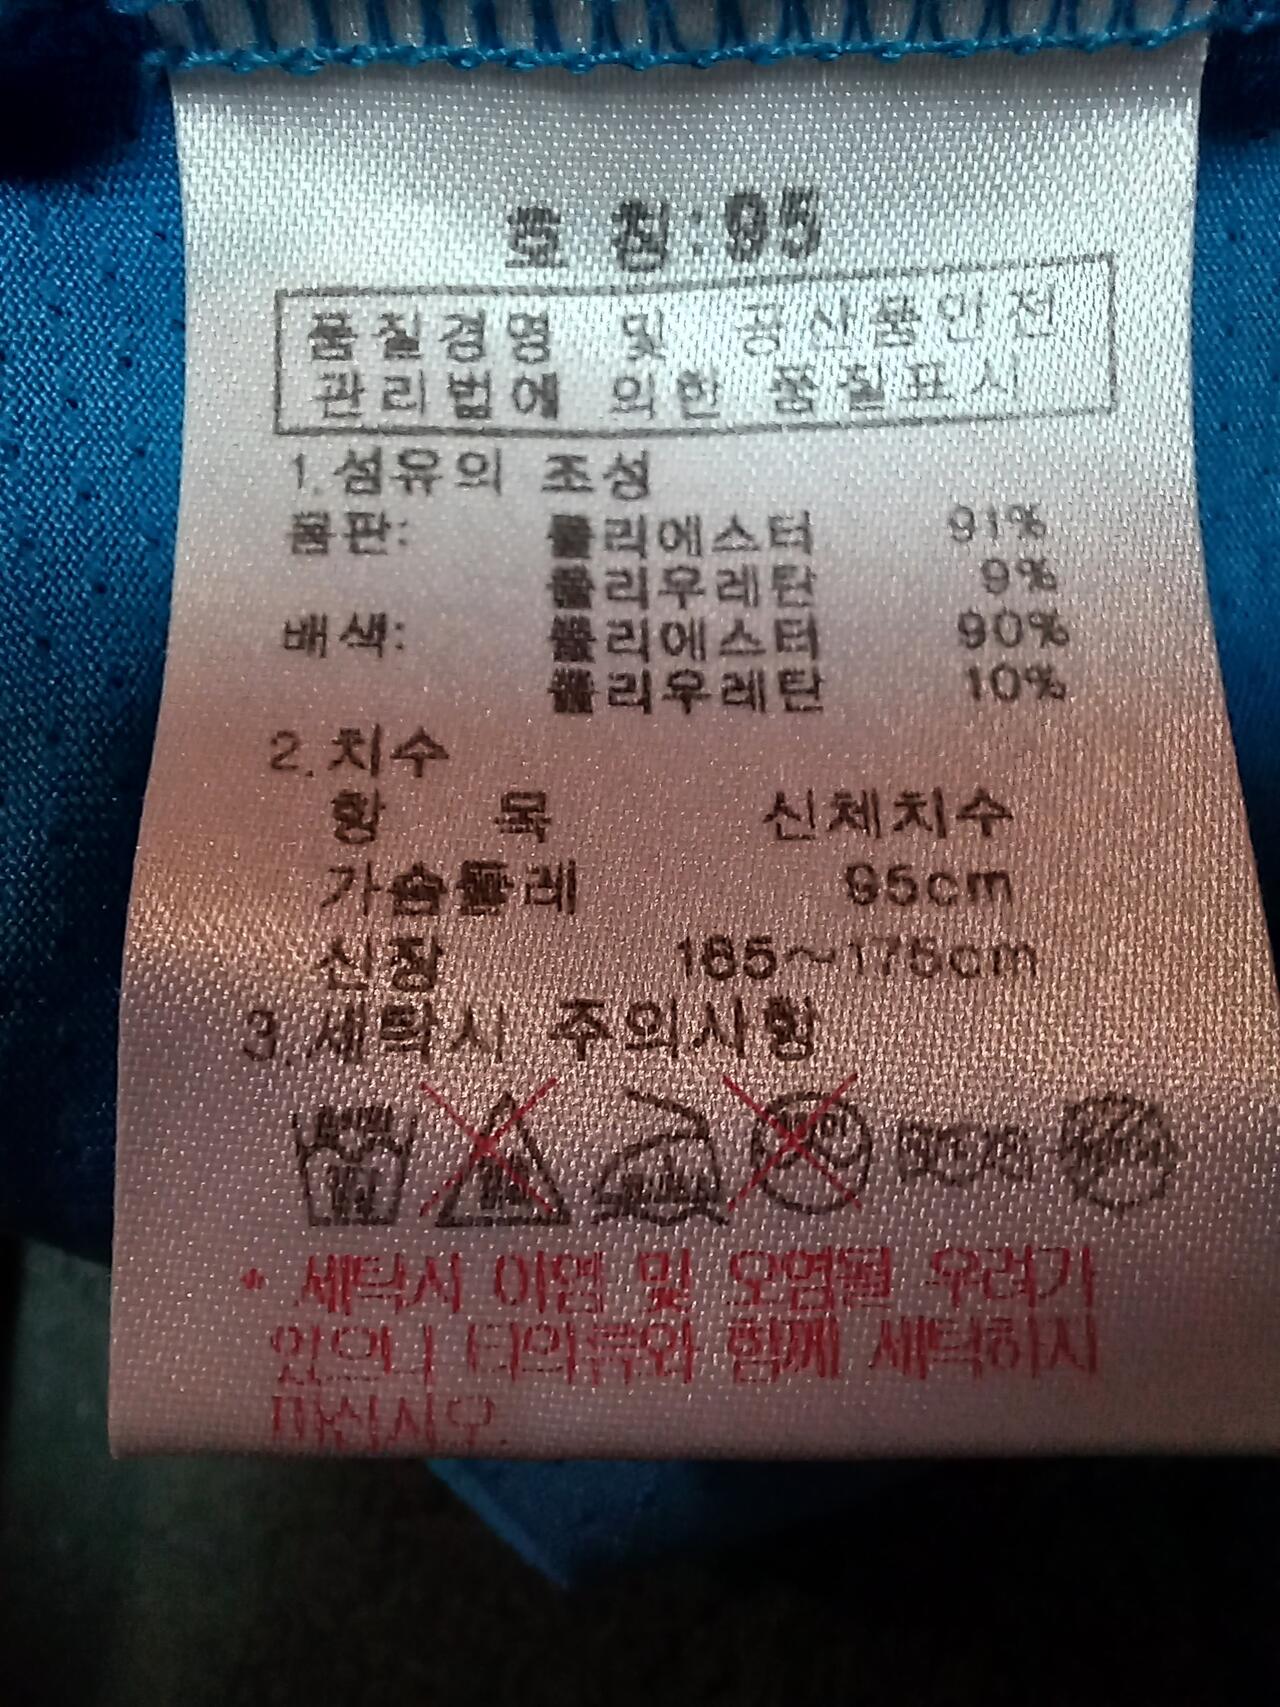 호 칭:95
품질경영 및 공산품안전
관리법에 의한 품질표시
1.섬유의 조성
몸판: 폴리에스터 91%
폴리우레탄 9%
배색: 폴리에스터 90%
폴리우레탄 10%
2.치수
항 목 신체치수
가슴둘레 95cm
신장 165~175cm
3.세탁시 주의사항
* 세탁시 이염 및 오염될 우려가
있으니 타의류와 함께 세탁하지
마십시오.